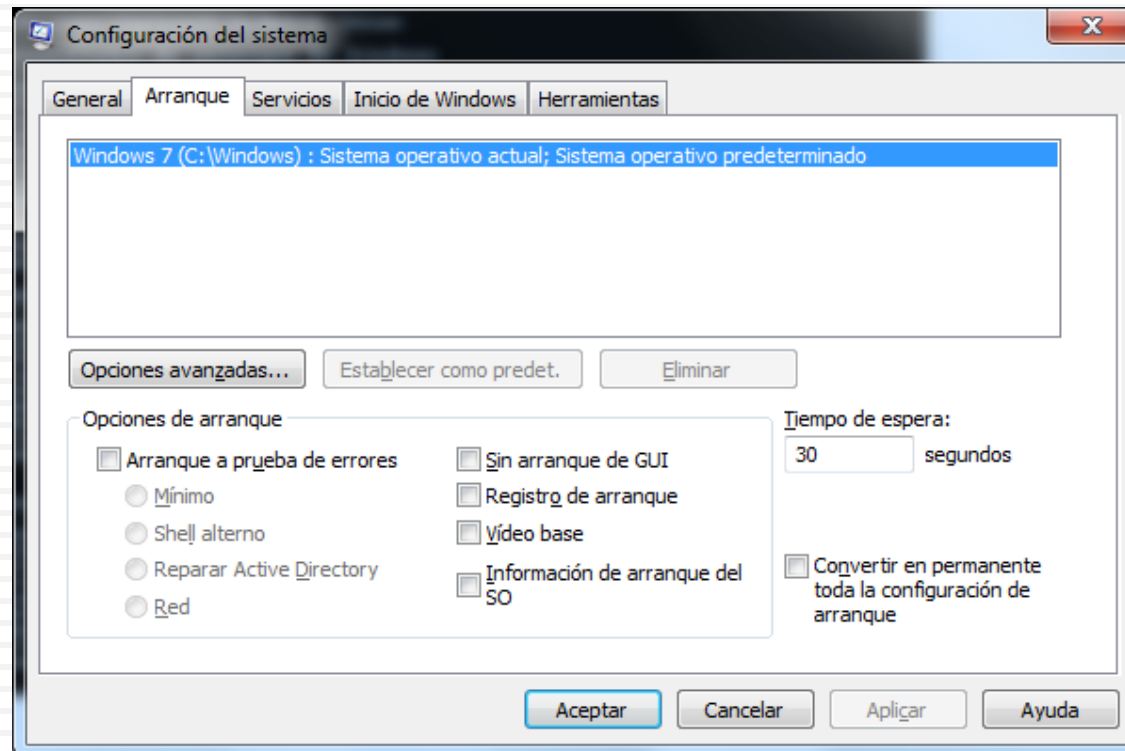 Configuración del sistema
General Arranque Servicios Inicio de Windows Herramientas
Windows 7 (C:\Windows) : Sistema operativo actual; Sistema operativo predeterminado
Opciones avanzadas... Establecer como predet. Eliminar
Opciones de arranque
Arranque a prueba de errores
Mínimo
Shell alterno
Reparar Active Directory
Red
Sin arranque de GUI
Registro de arranque
Vídeo base
Información de arranque del
SO
Tiempo de espera:
30 segundos
Convertir en permanente
toda la configuración de
arranque
Aceptar Cancelar Aplicar Ayuda